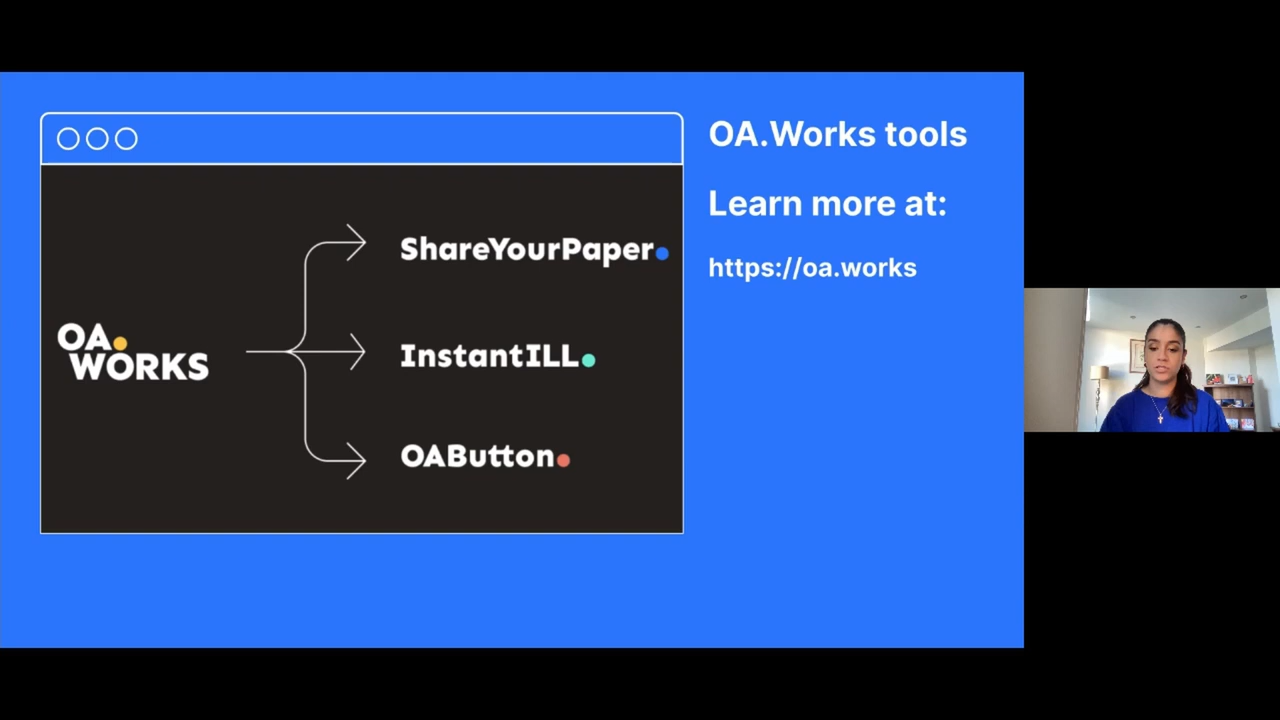 OA.
WORKS
ShareYourPaper.
InstantILL.
OAButton.
OA.Works tools
Learn more at:
https://oa.works